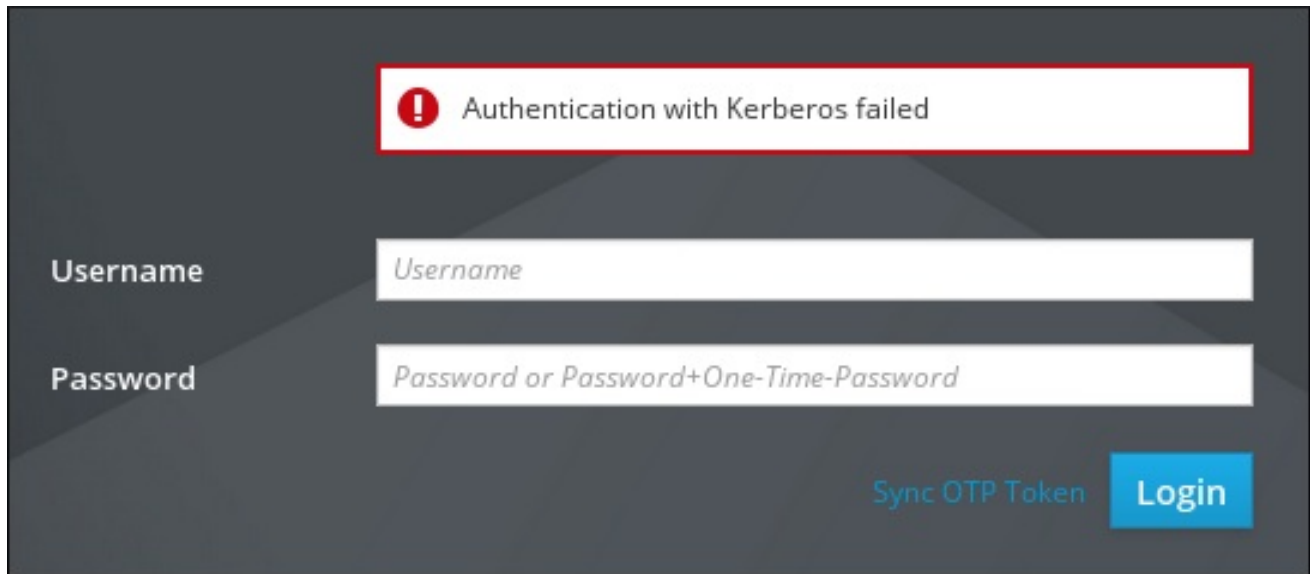 Authentication with Kerberos failed
Username
Username
Password
Password or Password+One-Time-Password
Sync OTP Token
Login